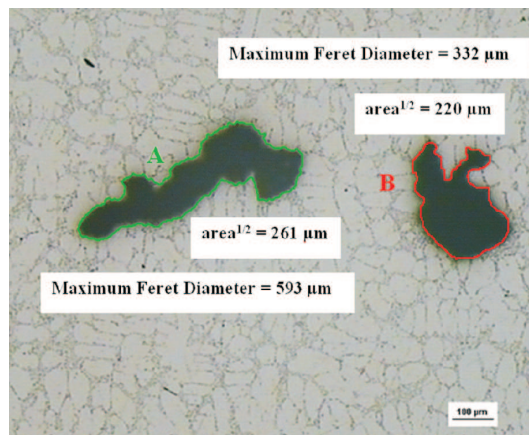 Maximum Feret Diameter = 332 µm
area1/2 = 220 µm
A
B
area1/2 = 261 µm
Maximum Feret Diameter = 593 µm
100 µm